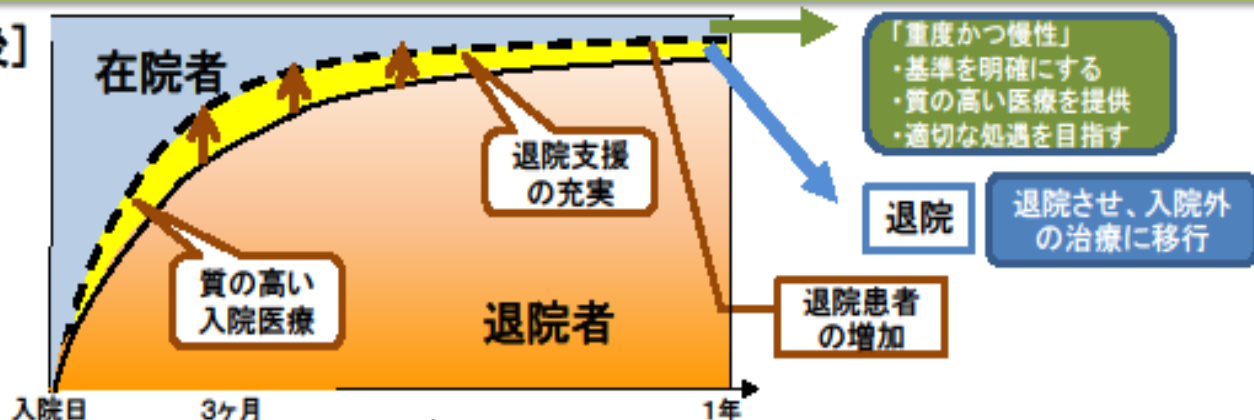 後]
在院者
「重度かつ慢性」
・基準を明確にする
・質の高い医療を提供
・適切な処遇を目指す
退院支援
の充実
退院
退院させ、入院外
の治療に移行
質の高い
入院医療
退院者
退院患者
の増加
入院日
3ヶ月
1年